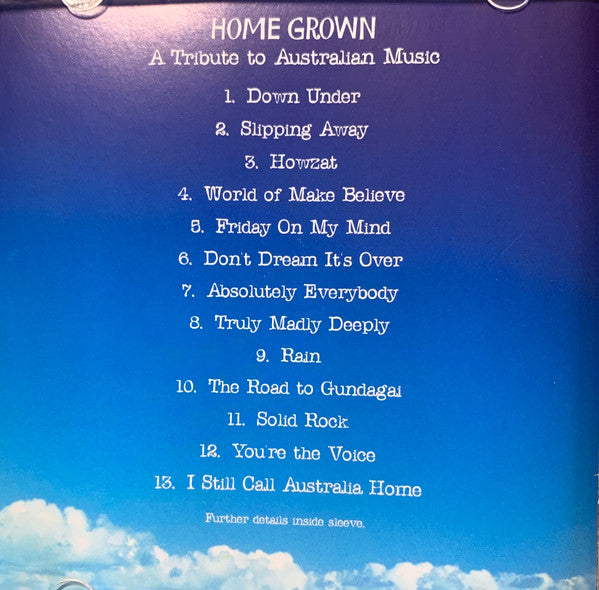 HOME GROWN
A Tribute to Australian Music
1. Down Under
2. Slipping Away
3. Howzat
4. World of Make Believe
5. Friday On My Mind
6. Don't Dream It's Over
7. Absolutely Everybody
8. Truly Madly Deeply
9. Rain
10. The Road to Gundagai
11. Solid Rock
12. You're the Voice
13. I Still Call Australia Home
Further details inside sleeve.